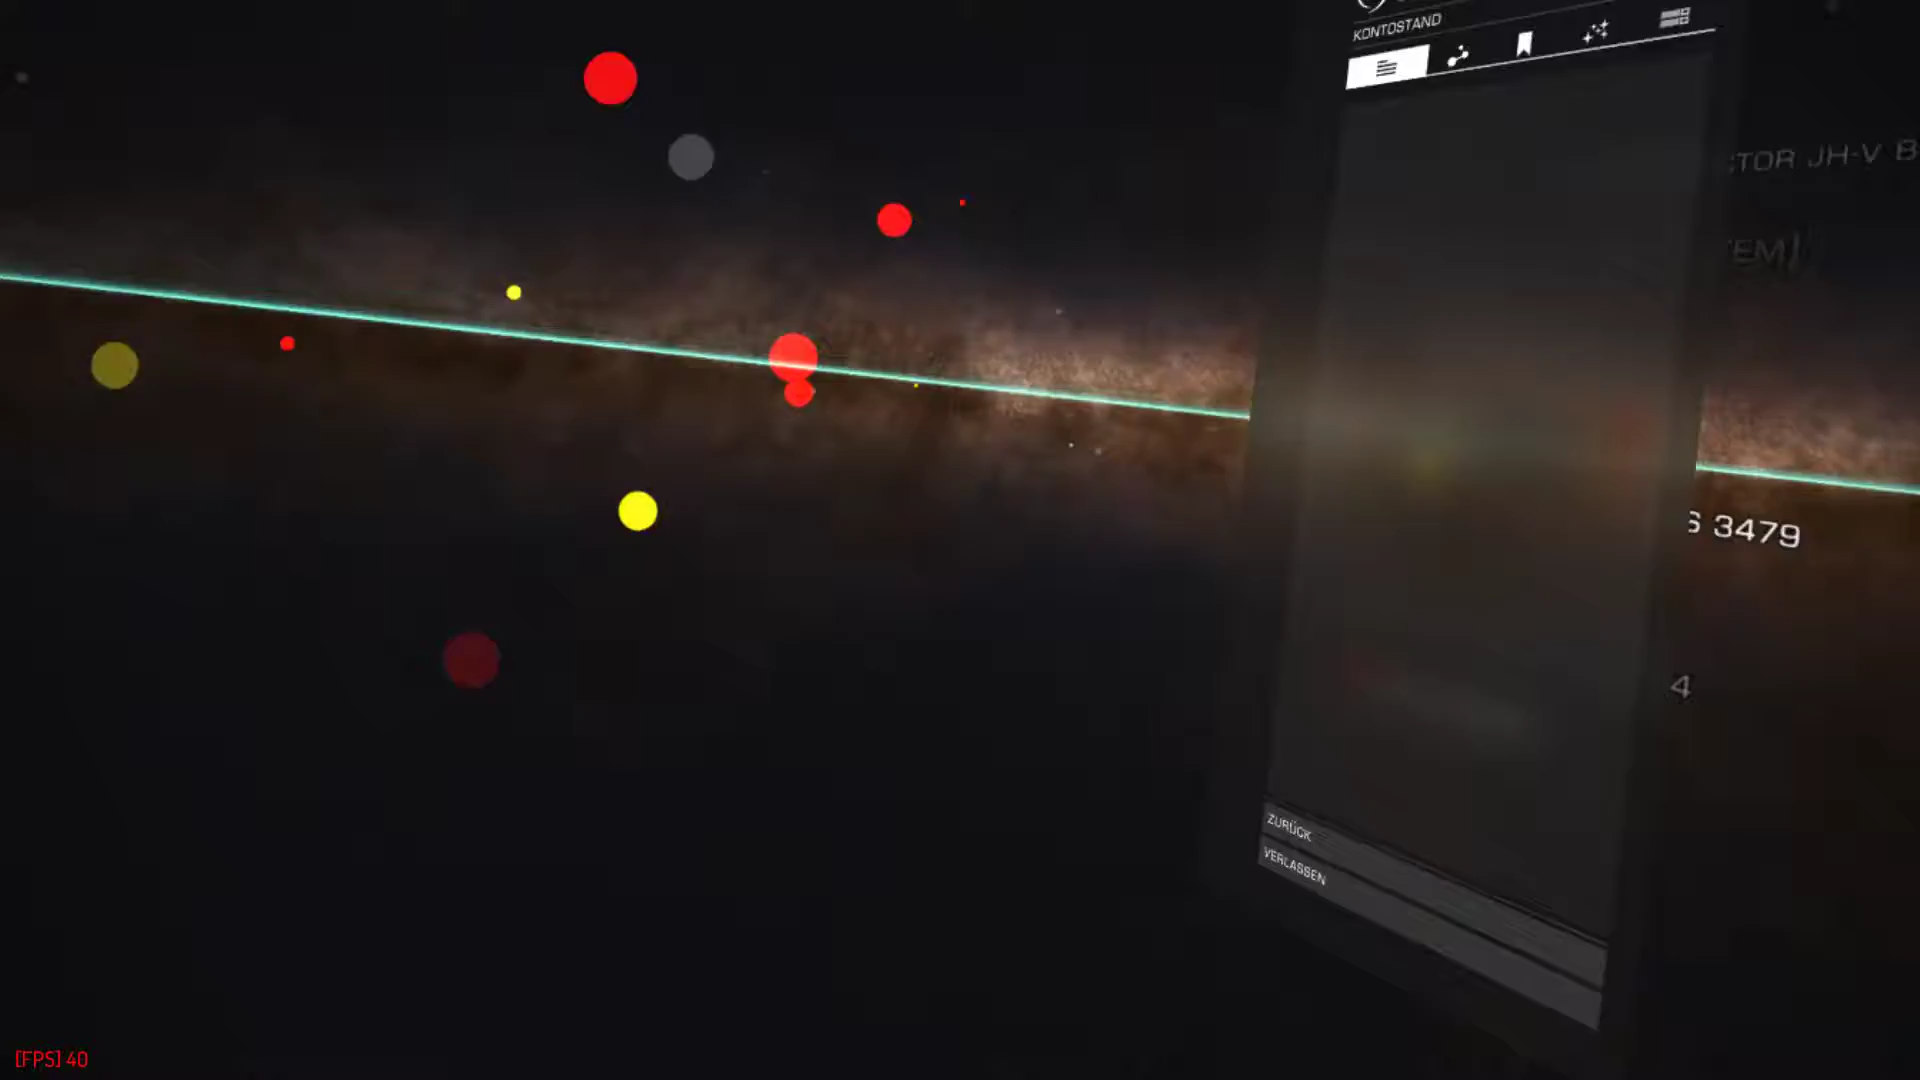 KONTOSTAND
TOR JH-V B
EM)
S 3479
4
ZURÜCK
VERLASSEN
[FPS] 40